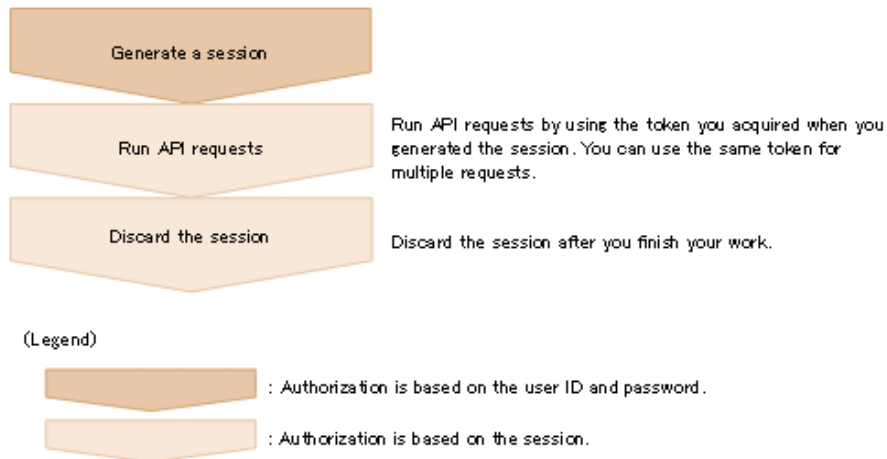 Generate a session
Run API requests
Run API requests by using the token you acquired when you
generated the session. You can use the same token for
multiple requests.
Discard the session
Discard the session after you finish your work.
(Legend)
: Authorization is based on the user ID and password.
: Authorization is based on the session.